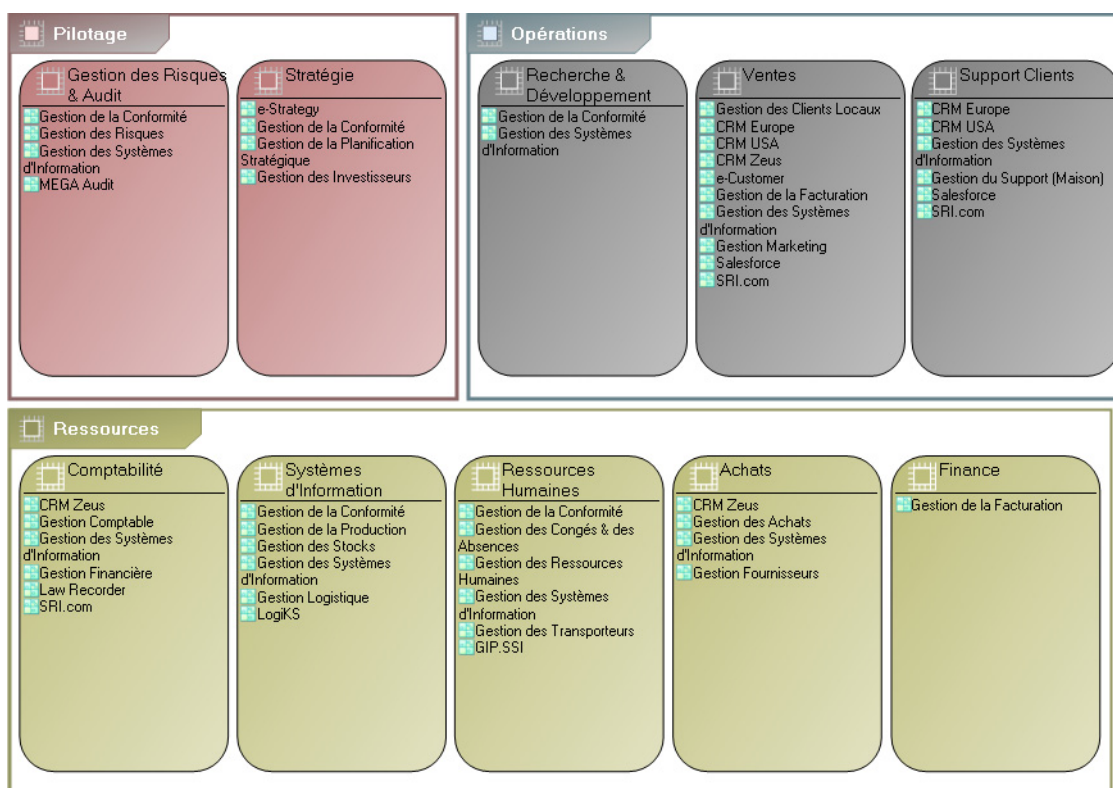 Pilotage
Gestion des Risques
& Audit
Gestion de la Conformité
Gestion des Risques
Gestion des Systèmes
d'Information
MEGA Audit
Stratégie
e-Strategy
Gestion de la Conformité
Gestion de la Planification
Stratégique
Gestion des Investisseurs
Opérations
Recherche &
Développement
Gestion de la Conformité
Gestion des Systèmes
d'Information
Ventes
Gestion des Clients Locaux
CRM Europe
CRM USA
CRM Zeus
e-Customer
Gestion de la Facturation
Gestion des Systèmes
d'Information
Gestion Marketing
Salesforce
SRI.com
Support Clients
CRM Europe
CRM USA
Gestion des Systèmes
d'Information
Gestion du Support (Maison)
Salesforce
SRI.com
Ressources
Comptabilité
CRM Zeus
Gestion Comptable
Gestion des Systèmes
d'Information
Gestion Financière
Law Recorder
SRI.com
Systèmes
d'Information
Gestion de la Conformité
Gestion de la Production
Gestion des Stocks
Gestion des Systèmes
d'Information
Gestion Logistique
LogiKS
Ressources
Humaines
Gestion de la Conformité
Gestion des Congés & des
Absences
Gestion des Ressources
Humaines
Gestion des Systèmes
d'Information
Gestion des Transporteurs
GIP.SSI
Achats
CRM Zeus
Gestion des Achats
Gestion des Systèmes
d'Information
Gestion Fournisseurs
Finance
Gestion de la Facturation